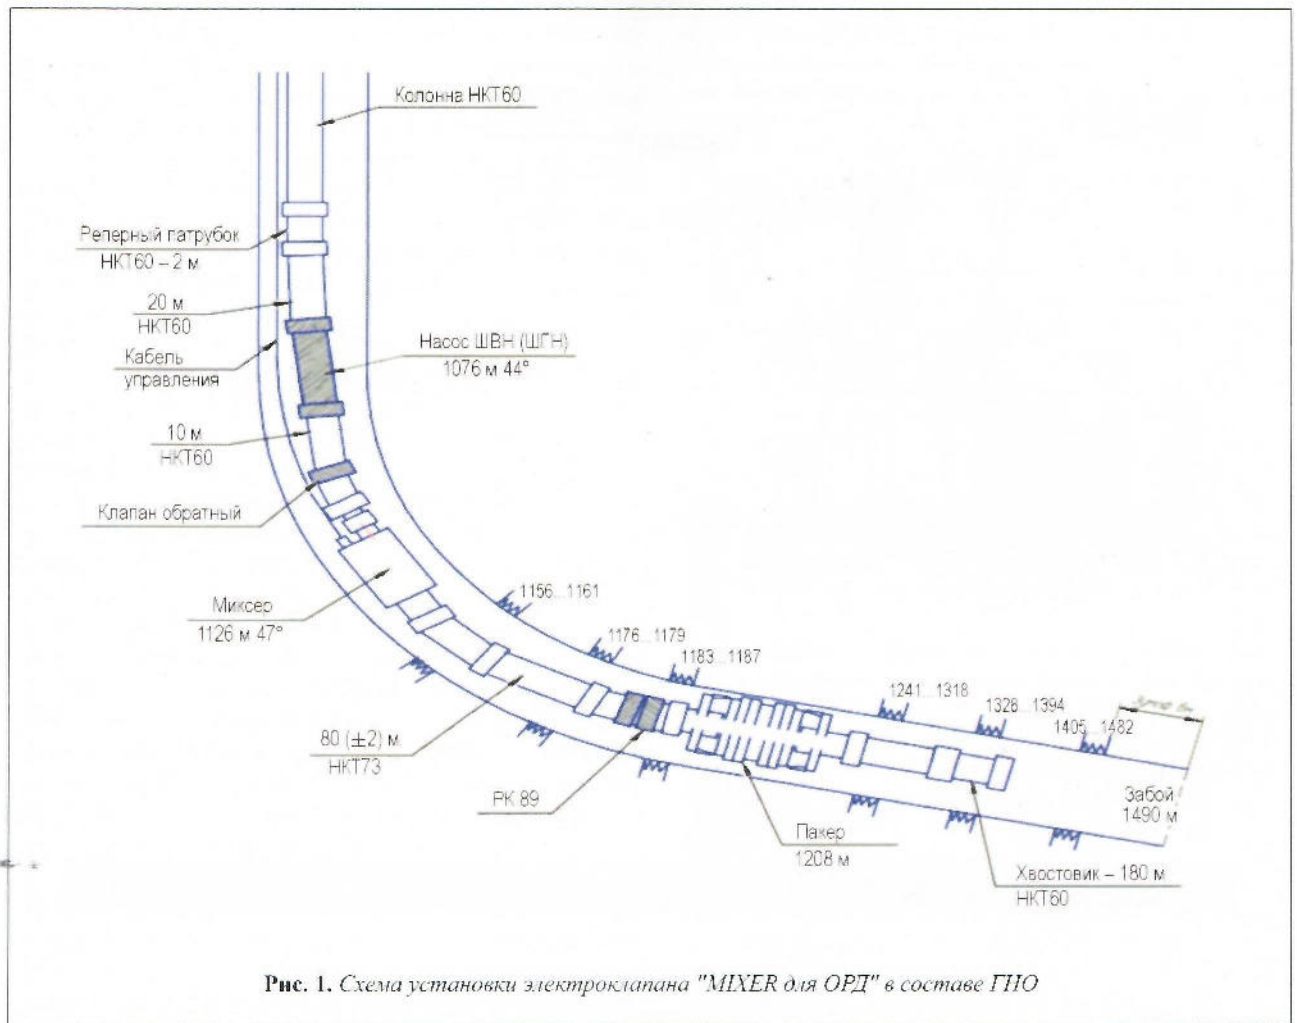 Колонна НКТ60
Реперный патрубок
НКТ60 – 2 м
20 м
НКТ60
Кабель
управления
Насос ШВН (ШГН)
1076 м 44°
10 м
НКТ60
Клапан обратный
Миксер
1126 м 47°
1156...1161
1176...1179
1183...1187
1241...1318
1328...1394
1405...1482
80 (±2) м
НКТ73
РК 89
Пакер
1208 м
Забой
1490 м
Хвостовик – 180 м
НКТ60
Рис. 1. Схема установки электроклапана "MIXER для ОРД" в составе ГНО